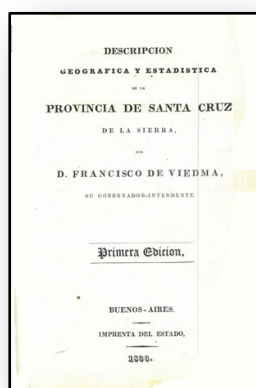 DESCRIPCION
GEOGRAFICA Y ESTADISTICA
DE LA
PROVINCIA DE SANTA CRUZ
DE LA SIERRA,
POR
D. FRANCISCO DE VIEDMA,
SU GOBERNADOR-INTENDENTE.
Primera Edicion.
BUENOS-AIRES.
IMPRENTA DEL ESTADO,